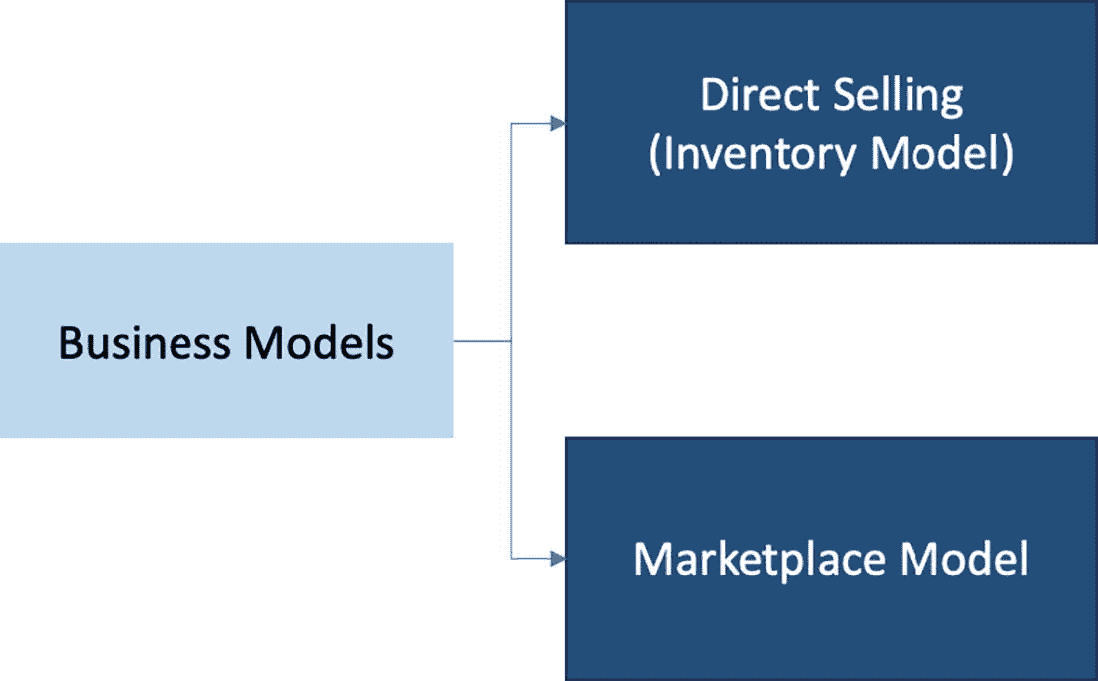 Direct Selling
(Inventory Model)
Business Models
Marketplace Model